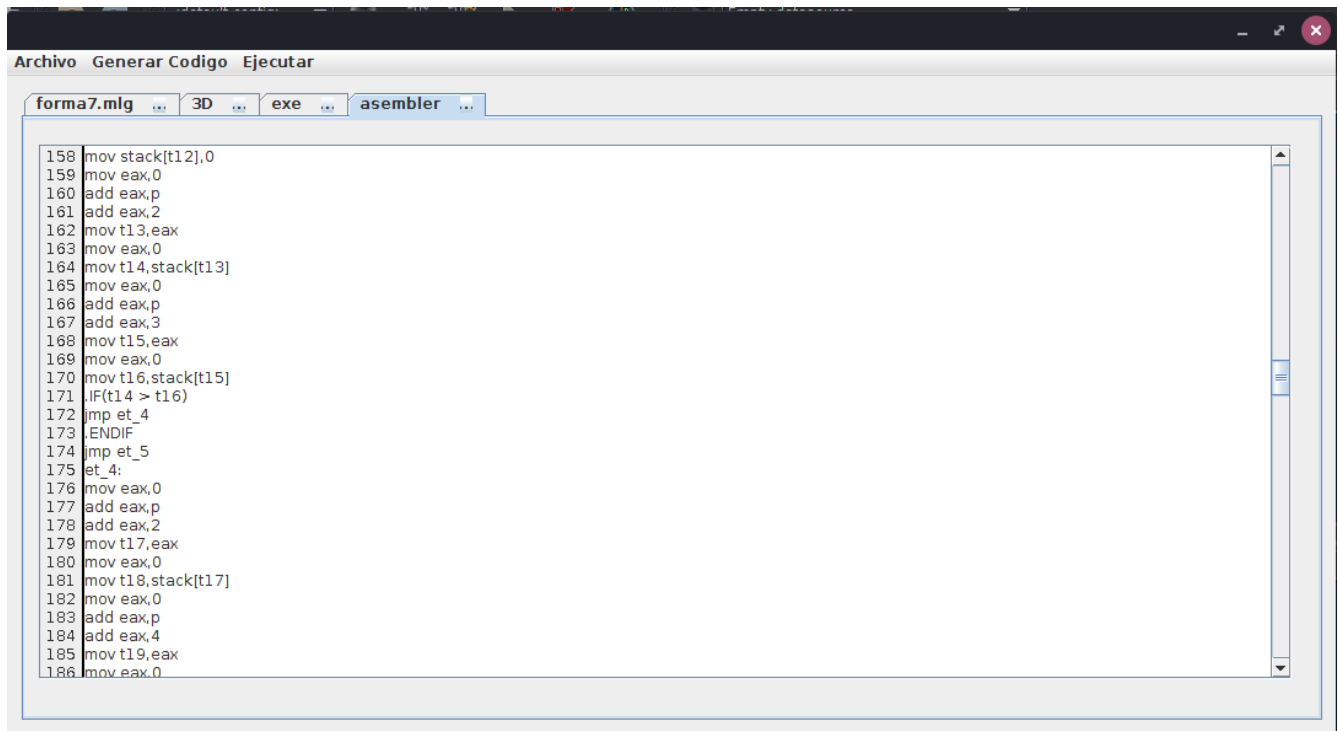 Archivo Generar Codigo Ejecutar
forma7.mlg ... 3D ... exe ... asembler ...
158 mov stack[t12],0
159 mov eax,0
160 add eax,p
161 add eax,2
162 mov t13,eax
163 mov eax,0
164 mov t14,stack[t13]
165 mov eax,0
166 add eax,p
167 add eax,3
168 mov t15,eax
169 mov eax,0
170 mov t16,stack[t15]
171 .IF(t14 > t16)
172 jmp et_4
173 .ENDIF
174 jmp et_5
175 et_4:
176 mov eax,0
177 add eax,p
178 add eax,2
179 mov t17,eax
180 mov eax,0
181 mov t18,stack[t17]
182 mov eax,0
183 add eax,p
184 add eax,4
185 mov t19,eax
186 mov eax,0